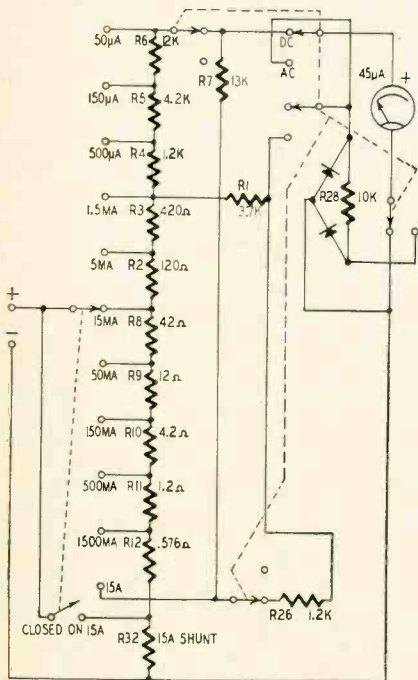 50μA
R6 12K
150μA
R5 4.2K
500μA
R4 1.2K
1.5MA
R3 420Ω
5MA
R2 120Ω
15MA
R8 42Ω
50MA
R9 12Ω
150MA
R10 4.2Ω
500MA
R11 1.2Ω
1500MA
R12 .576Ω
15A
CLOSED ON 15A
R32 15A SHUNT
+
-
R7 13K
R1
DC
AC
45μA
+
R28 10K
R26 1.2K